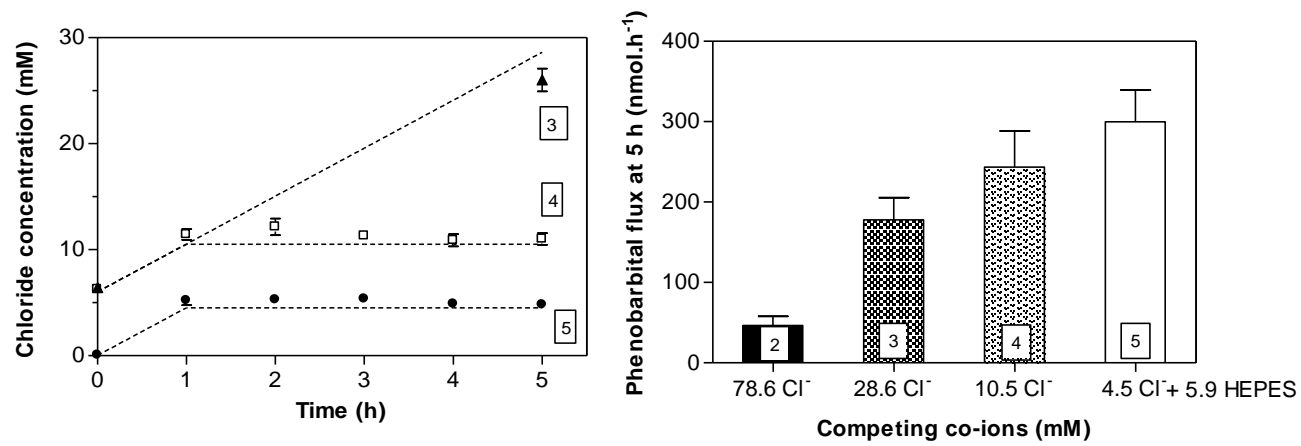 Chloride concentration (mM)
30
20
10
0
3
4
5
0 1 2 3 4 5
Time (h)
Phenobarbital flux at 5 h (nmol.h⁻¹)
400
300
200
100
0
2 3 4 5
78.6 Cl⁻ 28.6 Cl⁻ 10.5 Cl⁻ 4.5 Cl⁻ + 5.9 HEPES
Competing co-ions (mM)